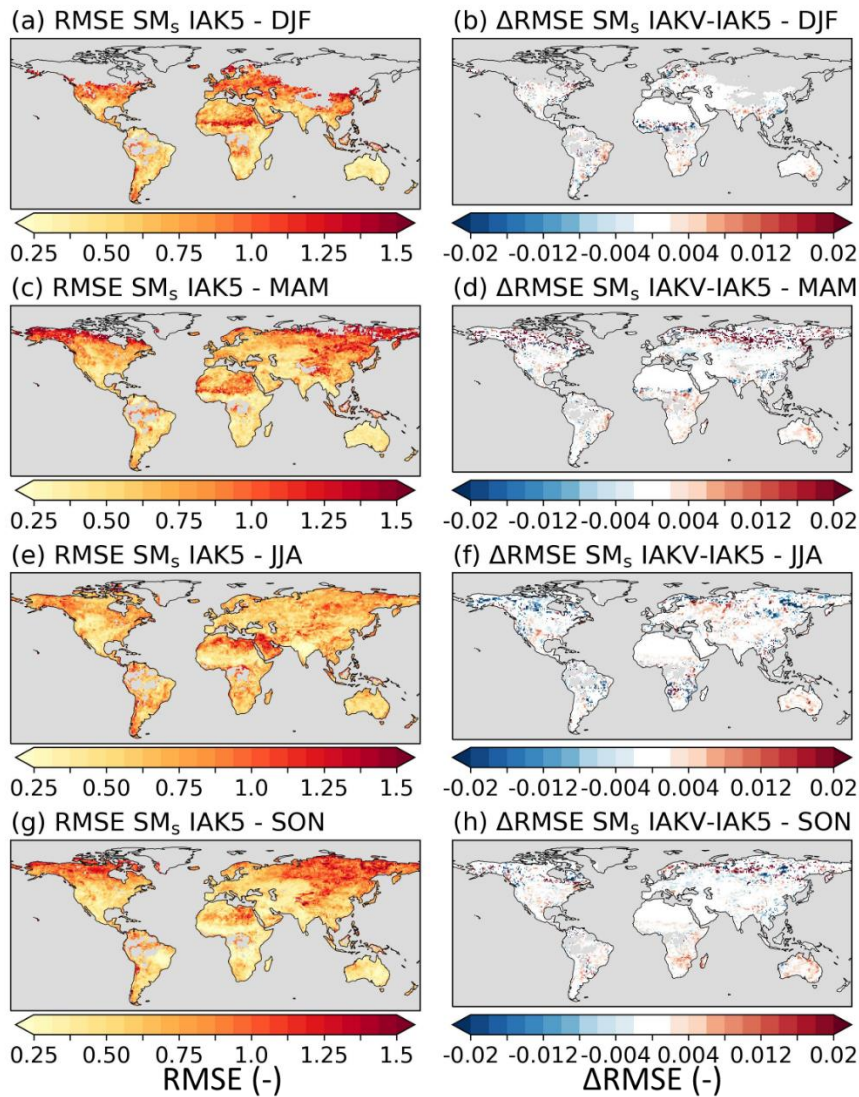 (a) RMSE SMs IAK5 - DJF
(b) ΔRMSE SMs IAKV-IAK5 - DJF
0.25 0.50 0.75 1.0 1.25 1.5
-0.02 -0.012 -0.004 0.004 0.012 0.02
(c) RMSE SMs IAK5 - MAM
(d) ΔRMSE SMs IAKV-IAK5 - MAM
0.25 0.50 0.75 1.0 1.25 1.5
-0.02 -0.012 -0.004 0.004 0.012 0.02
(e) RMSE SMs IAK5 - JJA
(f) ΔRMSE SMs IAKV-IAK5 - JJA
0.25 0.50 0.75 1.0 1.25 1.5
-0.02 -0.012 -0.004 0.004 0.012 0.02
(g) RMSE SMs IAK5 - SON
(h) ΔRMSE SMs IAKV-IAK5 - SON
0.25 0.50 0.75 1.0 1.25 1.5
-0.02 -0.012 -0.004 0.004 0.012 0.02
RMSE (-)
ΔRMSE (-)